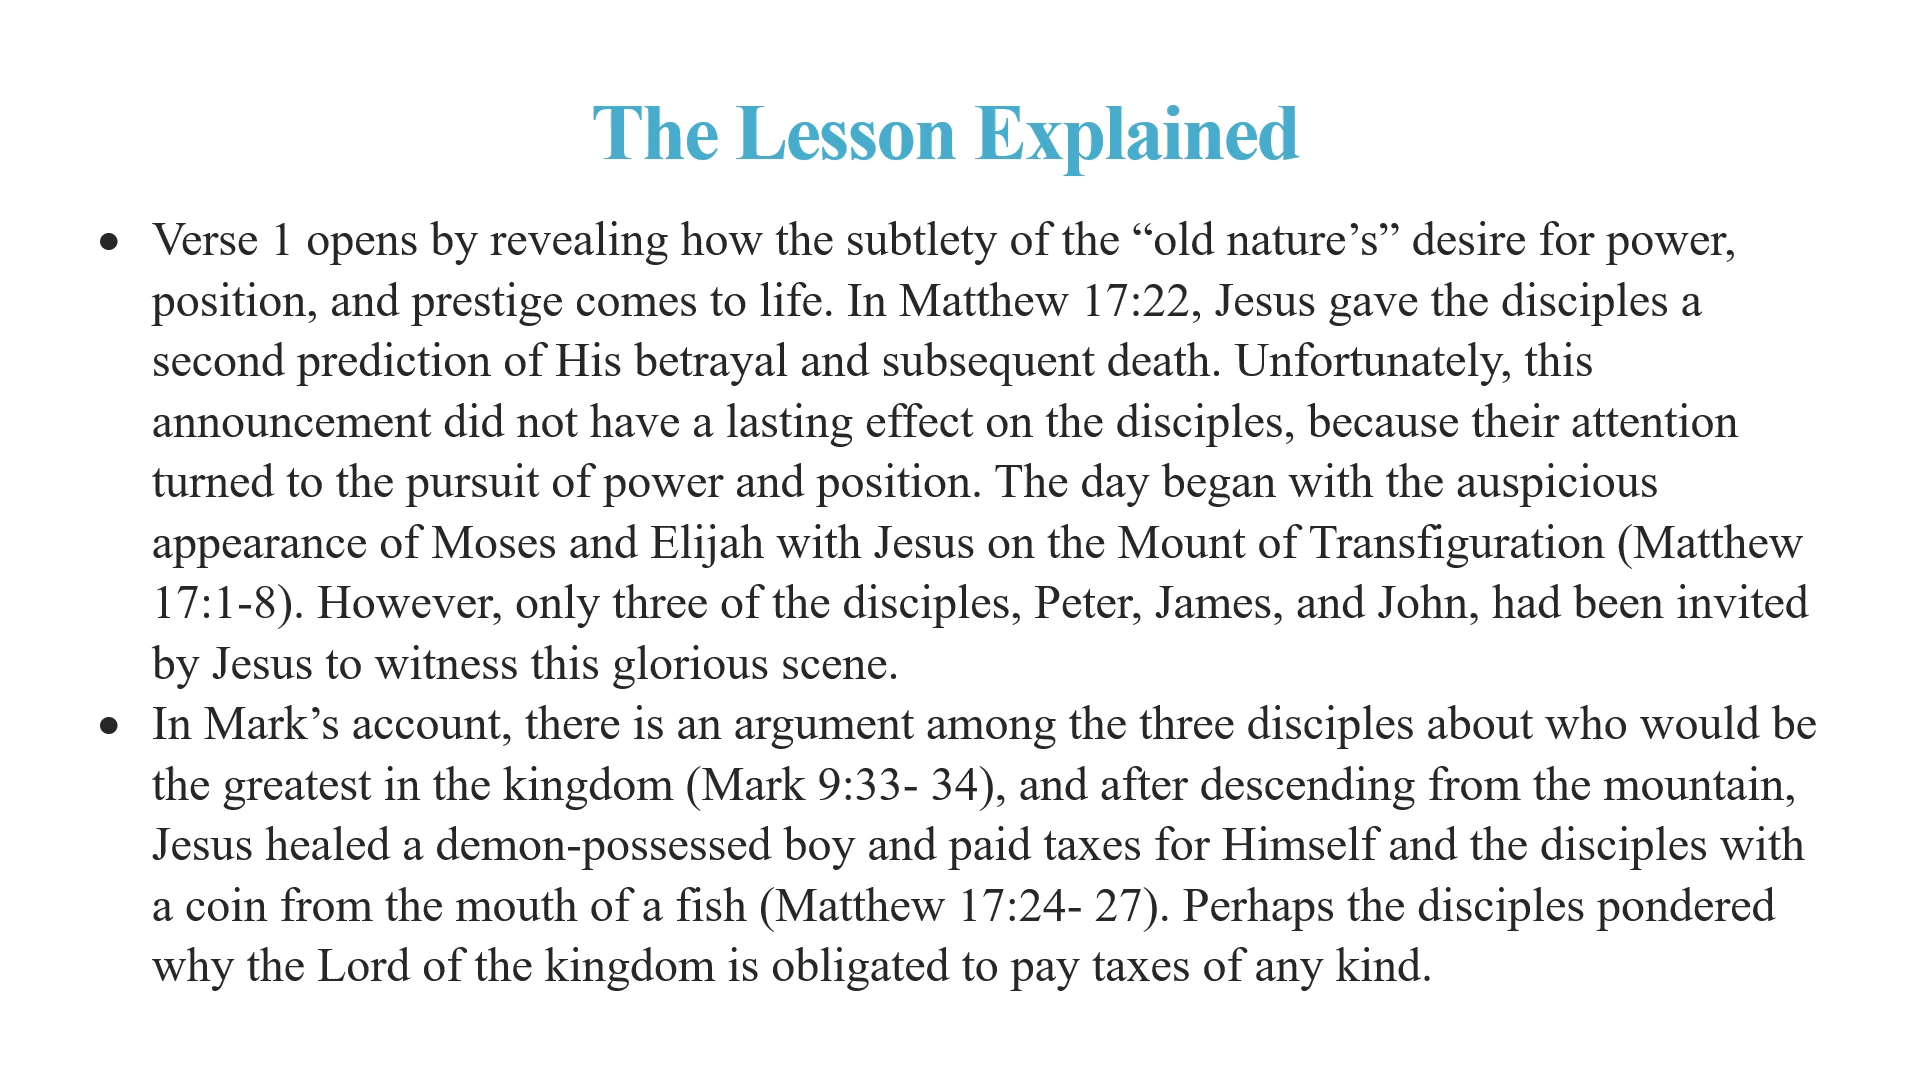 The Lesson Explained
● Verse 1 opens by revealing how the subtlety of the “old nature’s” desire for power,
position, and prestige comes to life. In Matthew 17:22, Jesus gave the disciples a
second prediction of His betrayal and subsequent death. Unfortunately, this
announcement did not have a lasting effect on the disciples, because their attention
turned to the pursuit of power and position. The day began with the auspicious
appearance of Moses and Elijah with Jesus on the Mount of Transfiguration (Matthew
17:1-8). However, only three of the disciples, Peter, James, and John, had been invited
by Jesus to witness this glorious scene.
● In Mark’s account, there is an argument among the three disciples about who would be
the greatest in the kingdom (Mark 9:33- 34), and after descending from the mountain,
Jesus healed a demon-possessed boy and paid taxes for Himself and the disciples with
a coin from the mouth of a fish (Matthew 17:24- 27). Perhaps the disciples pondered
why the Lord of the kingdom is obligated to pay taxes of any kind.